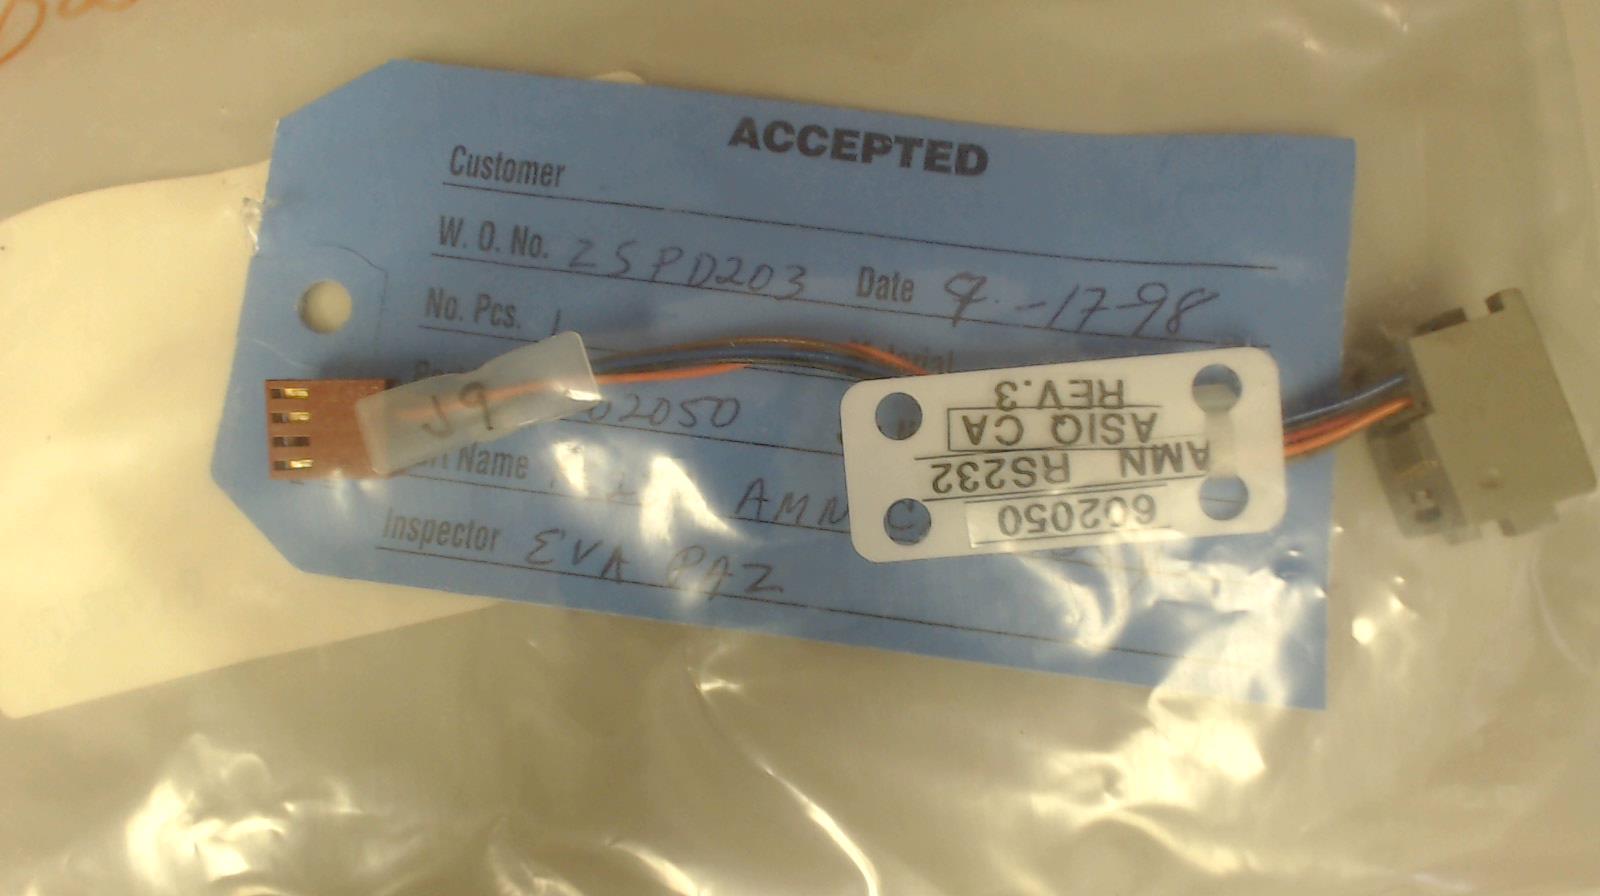 ACCEPTED
Customer
W. O. No. ZSPD203 Date 9-17-98
No. Pcs. 1
02050
Name AMN
Inspector EVA PAZ
J9
602050
AMN RS232
ASIQ CA
REV.3